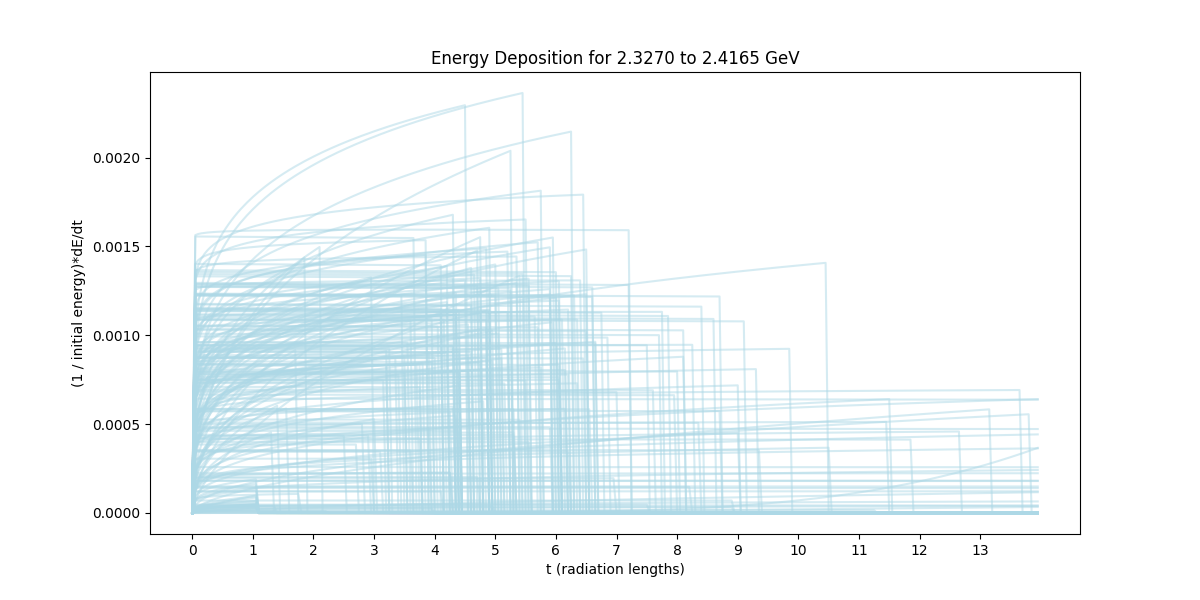 Energy Deposition for 2.3270 to 2.4165 GeV
(1 / initial energy)*dE/dt
0.0020
0.0015
0.0010
0.0005
0.0000
0 1 2 3 4 5 6 7 8 9 10 11 12 13
t (radiation lengths)